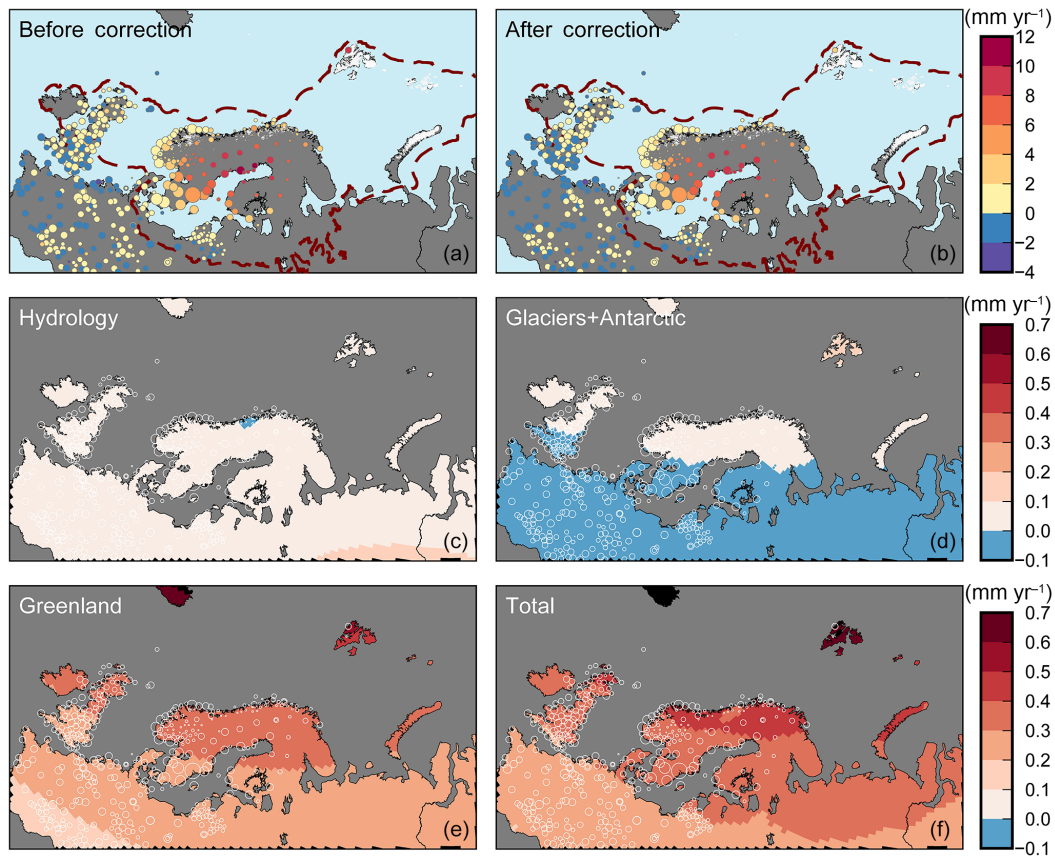 Before correction
(a)
After correction
(b)
(mm yr–1)
12
10
8
6
4
2
0
−2
−4
Hydrology
(c)
Glaciers+Antarctic
(d)
(mm yr–1)
0.7
0.6
0.5
0.4
0.3
0.2
0.1
0.0
−0.1
Greenland
(e)
Total
(f)
(mm yr–1)
0.7
0.6
0.5
0.4
0.3
0.2
0.1
0.0
−0.1